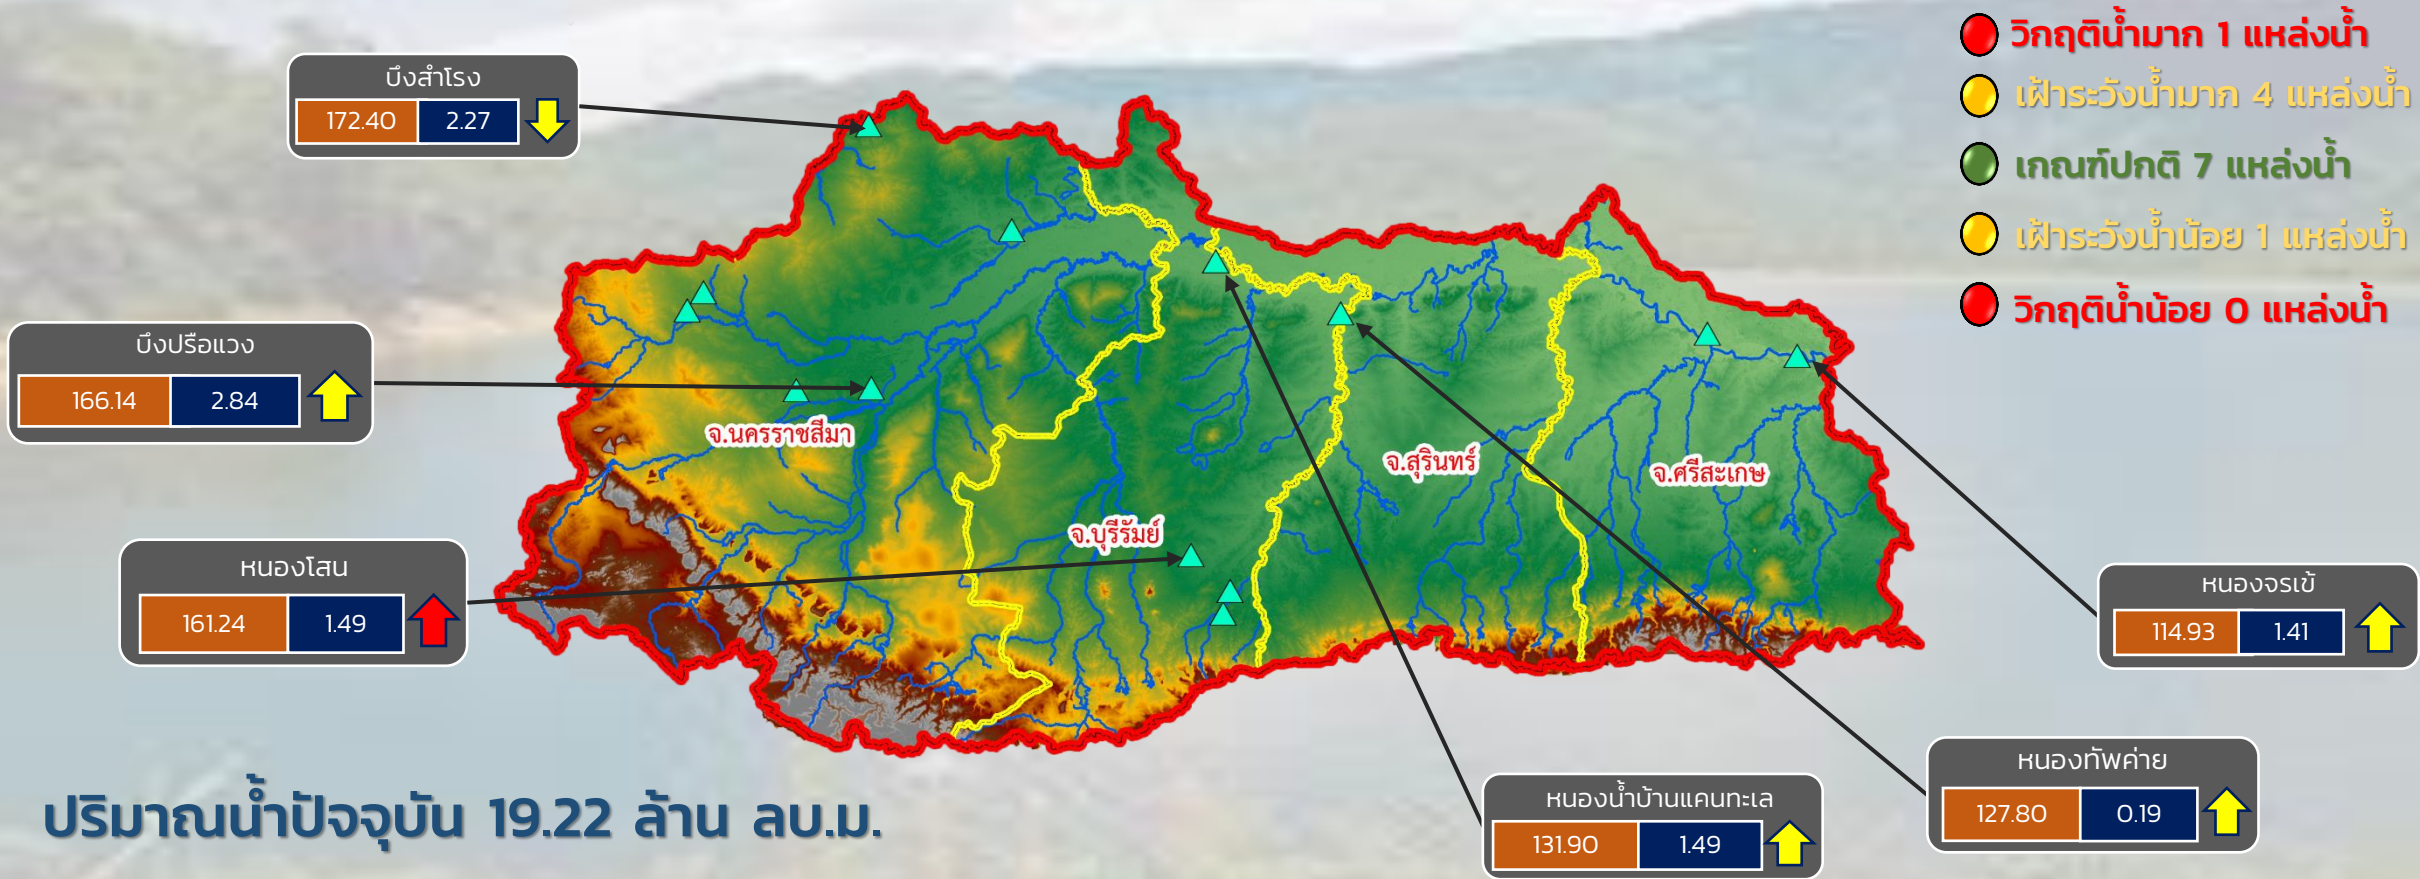 วิกฤติน้ำมาก 1 แหล่งน้ำ
เฝ้าระวังน้ำมาก 4 แหล่งน้ำ
เกณฑ์ปกติ 7 แหล่งน้ำ
เฝ้าระวังน้ำน้อย 1 แหล่งน้ำ
วิกฤติน้ำน้อย 0 แหล่งน้ำ
บึงสำโรง
172.40 2.27
บึงปรือแวง
166.14 2.84
หนองโสน
161.24 1.49
จ.นครราชสีมา
จ.บุรีรัมย์
จ.สุรินทร์
จ.ศรีสะเกษ
หนองจรเข้
114.93 1.41
หนองทัพค่าย
127.80 0.19
หนองน้ำบ้านแคนทะเล
131.90 1.49
ปริมาณน้ำปัจจุบัน 19.22 ล้าน ลบ.ม.